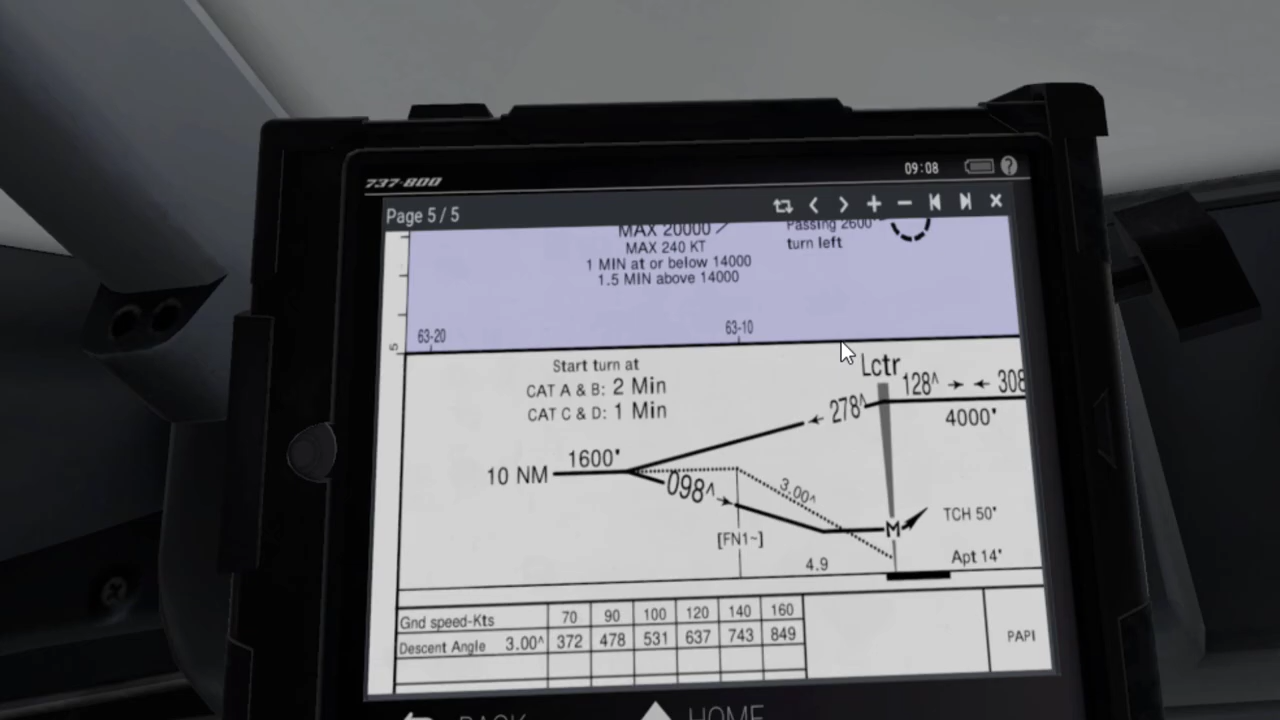 737-800
09:08
?
Page 5 / 5
MAX 20000
MAX 240 KT
1 MIN at or below 14000
1.5 MIN above 14000
Passing 2600'
turn left
63-20
63-10
5
Start turn at
CAT A & B: 2 Min
CAT C & D: 1 Min
Lctr
128^
308
278^
4000'
1600'
10 NM
098^
3.00^
M
TCH 50'
[FN1~]
4.9
Apt 14'
Gnd speed-Kts 70 90 100 120 140 160
Descent Angle 3.00^ 372 478 531 637 743 849
PAPI
BACK
HOME